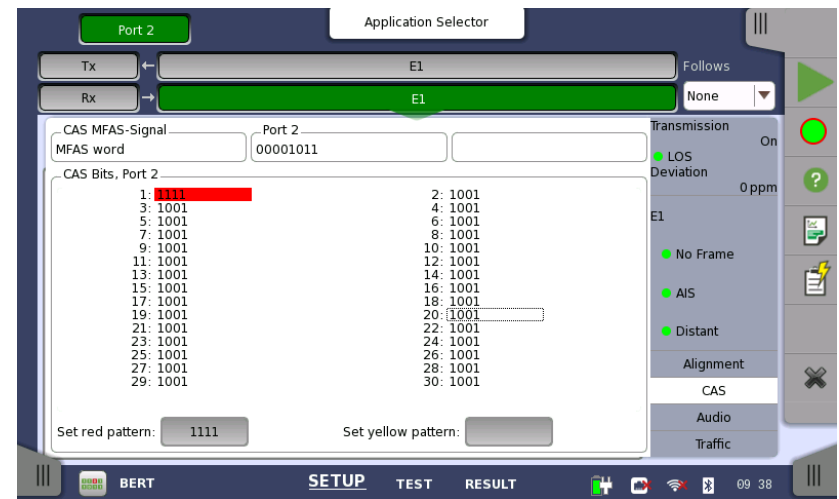 Port 2
Application Selector
Tx
E1
Follows
Rx
E1
None
CAS MFAS-Signal
MFAS word
Port 2
00001011
CAS Bits, Port 2
1: 1111 2: 1001
3: 1001 4: 1001
5: 1001 6: 1001
7: 1001 8: 1001
9: 1001 10: 1001
11: 1001 12: 1001
13: 1001 14: 1001
15: 1001 16: 1001
17: 1001 18: 1001
19: 1001 20: 1001
21: 1001 22: 1001
23: 1001 24: 1001
25: 1001 26: 1001
27: 1001 28: 1001
29: 1001 30: 1001
Set red pattern: 1111 Set yellow pattern:
Transmission
On
LOS
Deviation
0 ppm
E1
No Frame
AIS
Distant
Alignment
CAS
Audio
Traffic
BERT SETUP TEST RESULT 09 38